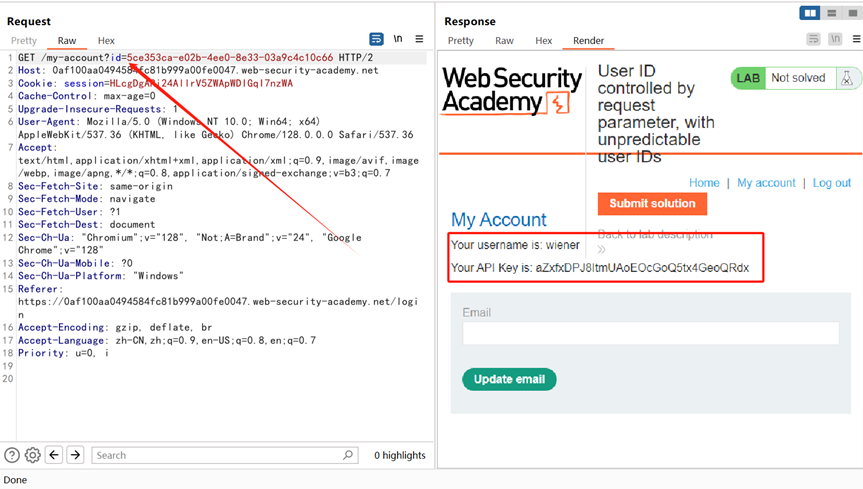 Request
Pretty Raw Hex
\n
1 GET /my-account?id=5ce353ca-e02b-4ee0-8e33-03a9c4c10c66 HTTP/2
2 Host: 0af100aa0494584fc81b999a00fe0047.web-security-academy.net
3 Cookie: session=
4 Cache-Control: max-age=0
5 Upgrade-Insecure-Requests: 1
6 User-Agent: Mozilla/5.0 (Windows NT 10.0; Win64; x64)
AppleWebKit/537.36 (KHTML, like Gecko) Chrome/128.0.0.0 Safari/537.36
7 Accept:
text/html,application/xhtml+xml,application/xml;q=0.9,image/avif,image
/webp,image/apng,*/*;q=0.8,application/signed-exchange;v=b3;q=0.7
8 Sec-Fetch-Site: same-origin
9 Sec-Fetch-Mode: navigate
10 Sec-Fetch-User: ?1
11 Sec-Fetch-Dest: document
12 Sec-Ch-Ua: "Chromium";v="128", "Not;A=Brand";v="24", "Google
Chrome";v="128"
13 Sec-Ch-Ua-Mobile: ?0
14 Sec-Ch-Ua-Platform: "Windows"
15 Referer:
https://0af100aa0494584fc81b999a00fe0047.web-security-academy.net/logi
n
16 Accept-Encoding: gzip, deflate, br
17 Accept-Language: zh-CN,zh;q=0.9,en-US;q=0.8,en;q=0.7
18 Priority: u=0, i
19
20
Search
0 highlights
Done
Response
Pretty Raw Hex Render
\n
Web Security
Academy
User ID
controlled by
request
parameter, with
unpredictable
user IDs
LAB Not solved
Home | My account | Log out
Submit solution
Back to lab description
My Account
Your username is: wiener
Your API Key is: aZxfxDPJ8ltmUAoEOcGoQ5tx4GeoQRdx
Email
Update email